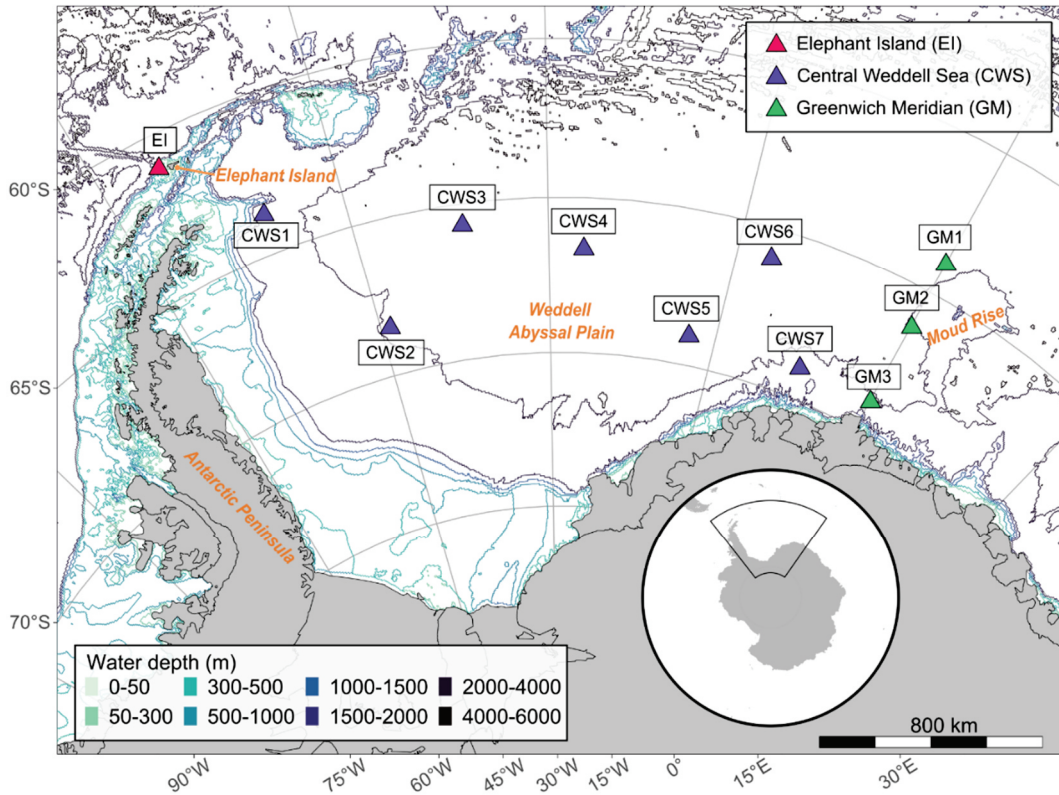 Elephant Island (EI)
Central Weddell Sea (CWS)
Greenwich Meridian (GM)
EI
Elephant Island
60°S
CWS1
CWS3
CWS4
CWS6
GM1
CWS2
Weddell
Abyssal Plain
CWS5
CWS7
GM2
Moud Rise
GM3
65°S
Antarctic Peninsula
70°S
Water depth (m)
0-50
300-500
1000-1500
2000-4000
50-300
500-1000
1500-2000
4000-6000
800 km
90°W
75°W
60°W
45°W
30°W
15°W
0°
15°E
30°E